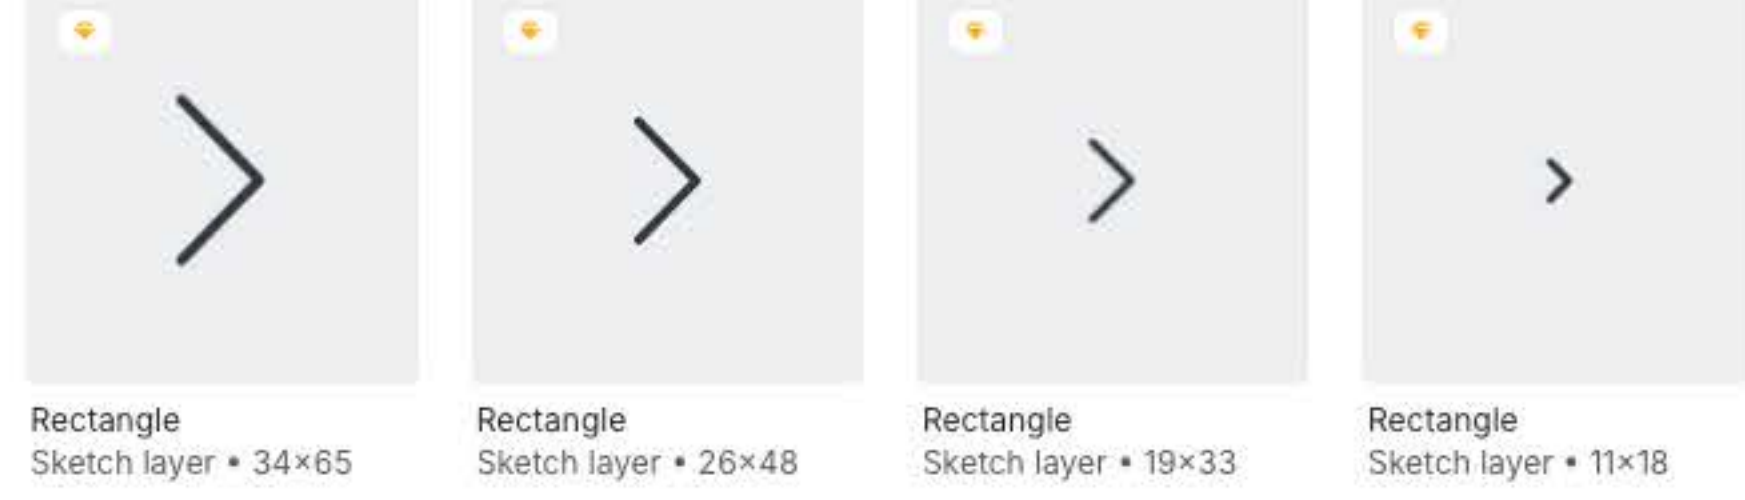 Rectangle
Sketch layer • 34×65
Rectangle
Sketch layer • 26×48
Rectangle
Sketch layer • 19×33
Rectangle
Sketch layer • 11×18